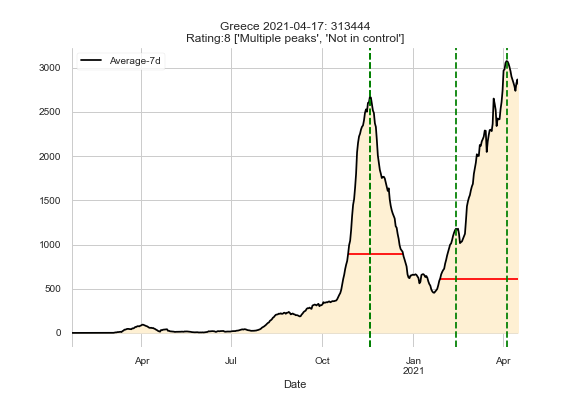 Greece 2021-04-17: 313444
Rating:8 ['Multiple peaks', 'Not in control']
Average-7d
3000
2500
2000
1500
1000
500
0
Apr
Jul
Oct
Jan
2021
Apr
Date